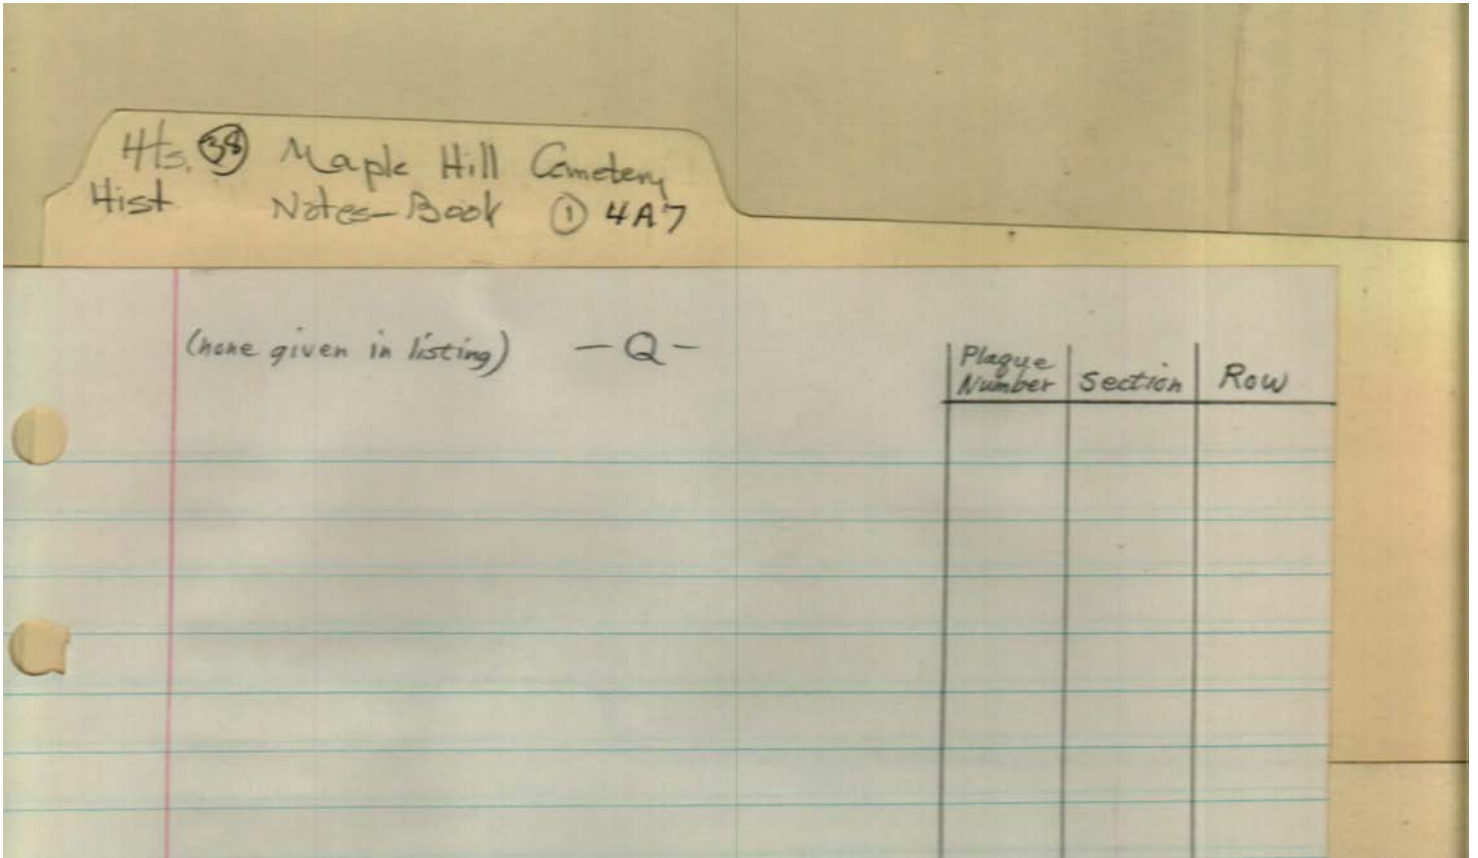 Hts. 38 Maple Hill Cemetery
Hist Notes-Book 1 4A7
(none given in listing) - Q -
Plaque Number Section Row